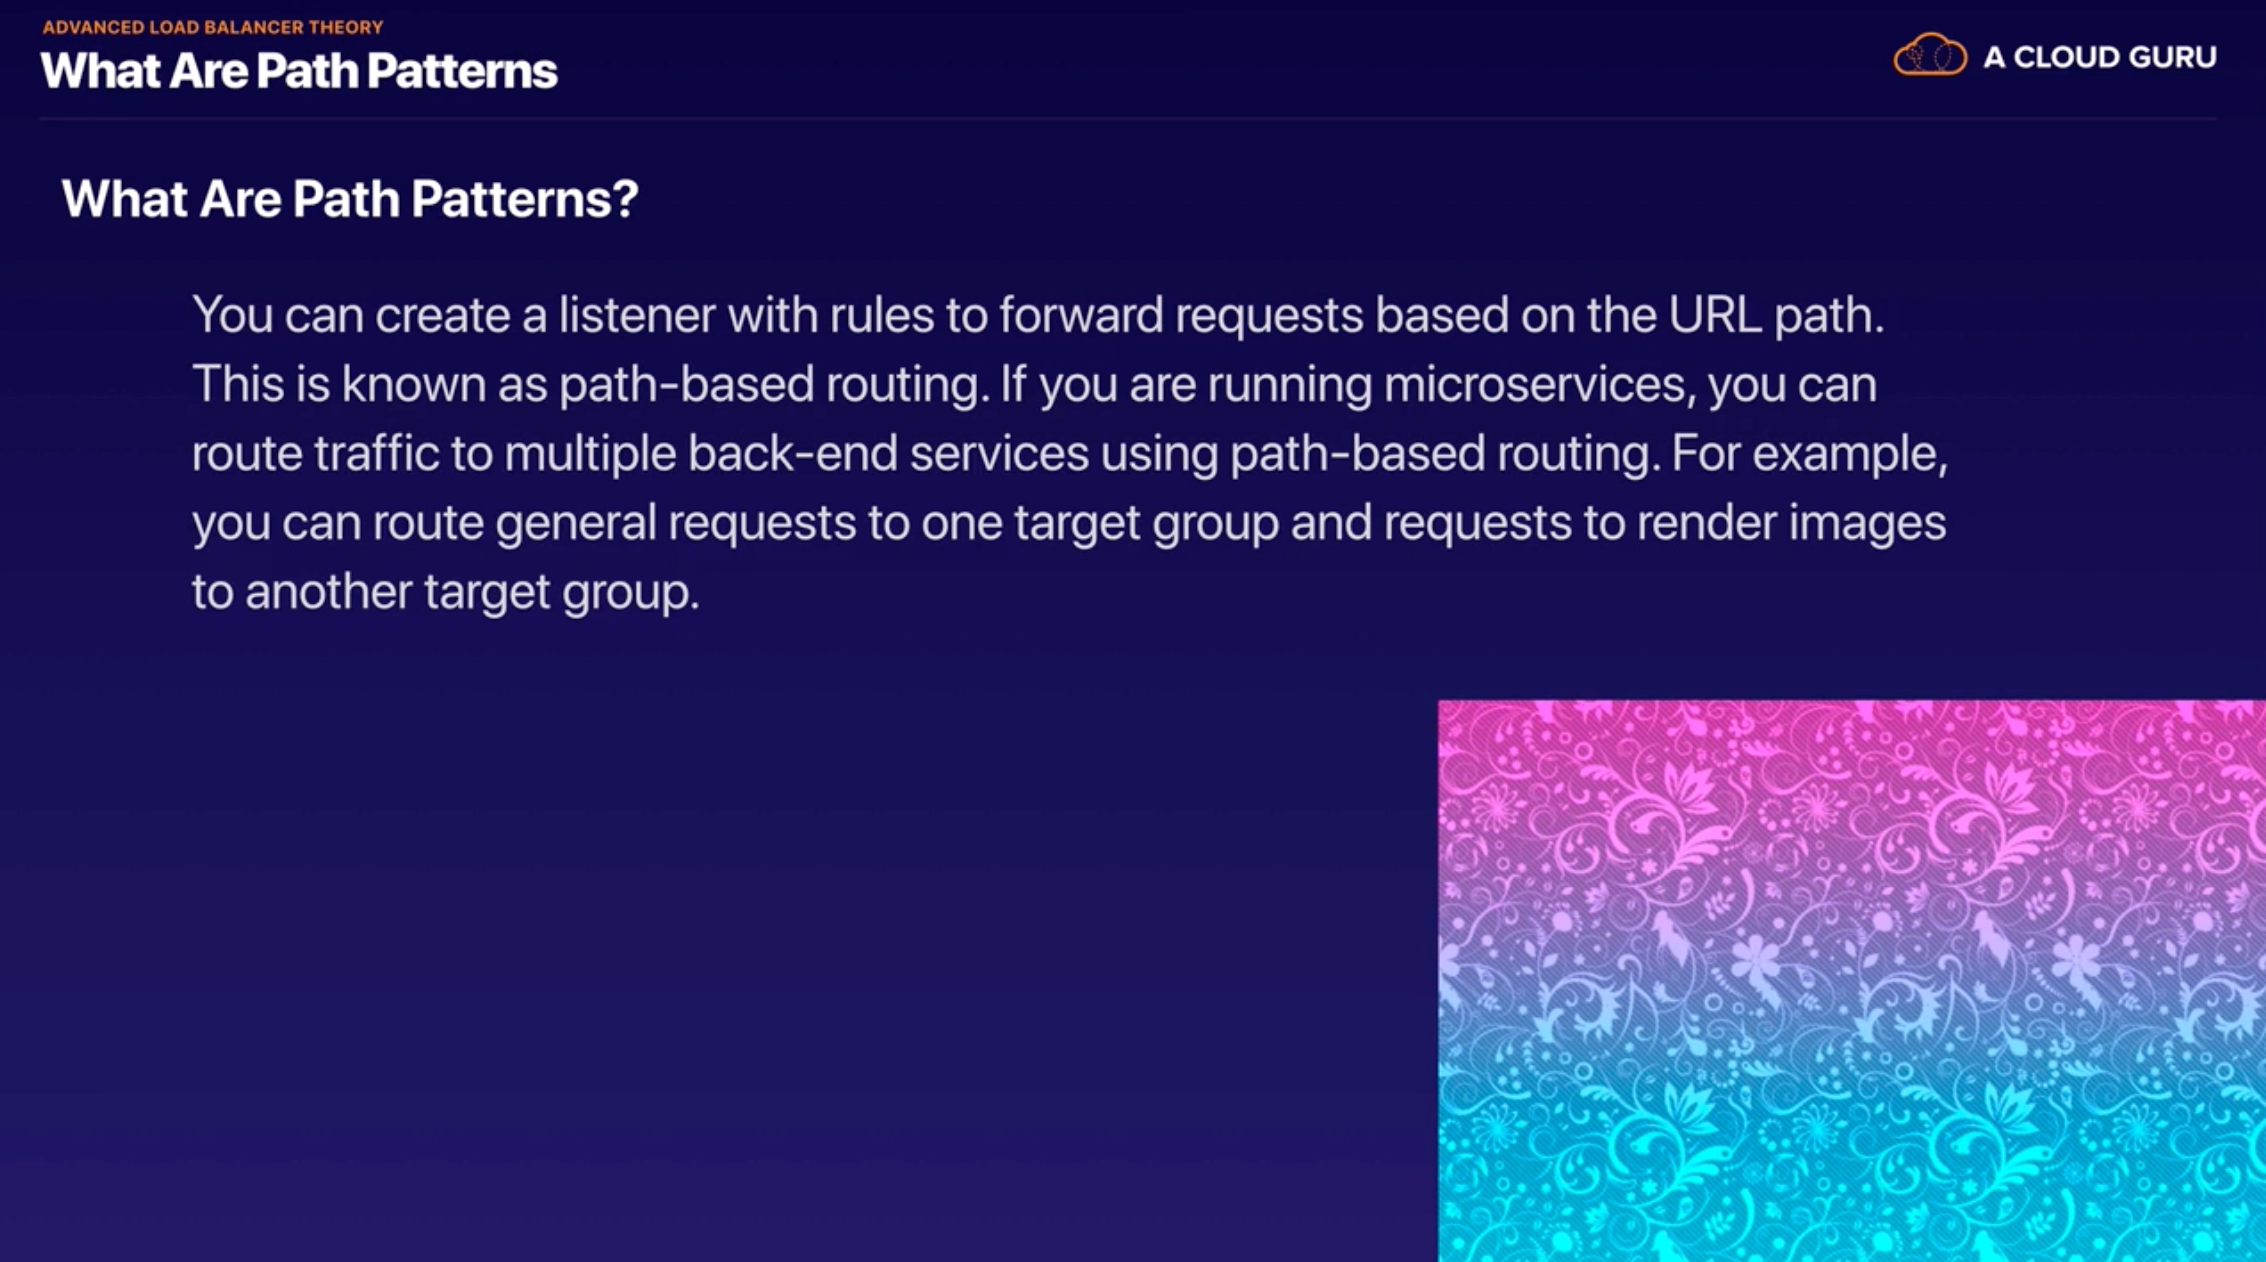 ADVANCED LOAD BALANCER THEORY
What Are Path Patterns
A CLOUD GURU
What Are Path Patterns?
You can create a listener with rules to forward requests based on the URL path.
This is known as path-based routing. If you are running microservices, you can
route traffic to multiple back-end services using path-based routing. For example,
you can route general requests to one target group and requests to render images
to another target group.